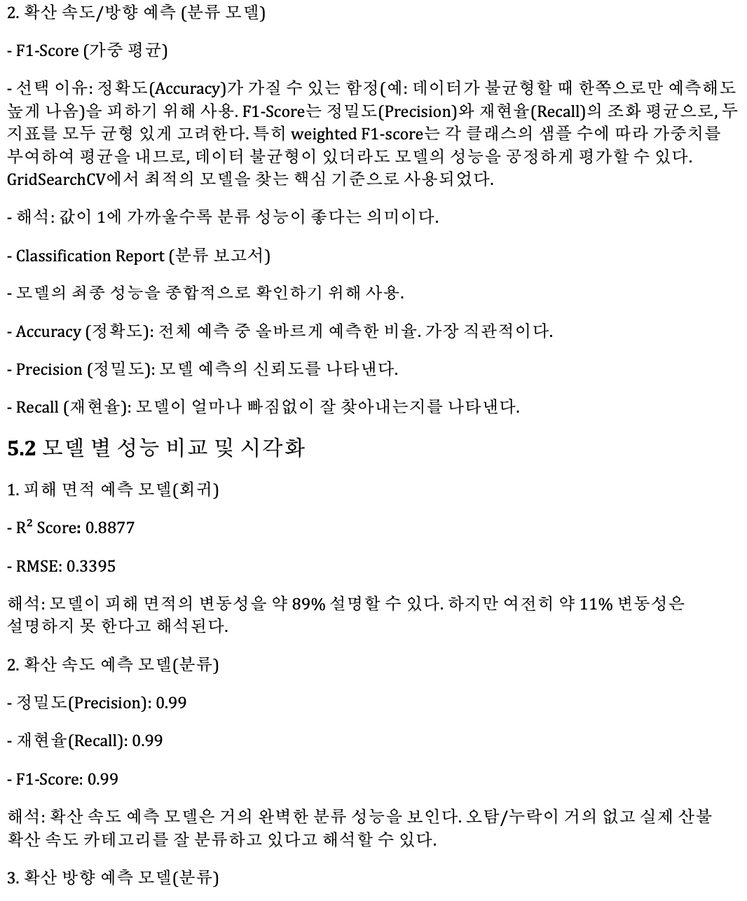 2. 확산 속도/방향 예측 (분류 모델)
- F1-Score (가중 평균)
- 선택 이유: 정확도(Accuracy)가 가질 수 있는 함정(예: 데이터가 불균형할 때 한쪽으로만 예측해도
높게 나옴)을 피하기 위해 사용. F1-Score는 정밀도(Precision)와 재현율(Recall)의 조화 평균으로, 두
지표를 모두 균형 있게 고려한다. 특히 weighted F1-score는 각 클래스의 샘플 수에 따라 가중치를
부여하여 평균을 내므로, 데이터 불균형이 있더라도 모델의 성능을 공정하게 평가할 수 있다.
GridSearchCV에서 최적의 모델을 찾는 핵심 기준으로 사용되었다.
- 해석: 값이 1에 가까울수록 분류 성능이 좋다는 의미이다.
- Classification Report (분류 보고서)
- 모델의 최종 성능을 종합적으로 확인하기 위해 사용.
- Accuracy (정확도): 전체 예측 중 올바르게 예측한 비율. 가장 직관적이다.
- Precision (정밀도): 모델 예측의 신뢰도를 나타낸다.
- Recall (재현율): 모델이 얼마나 빠짐없이 잘 찾아내는지를 나타낸다.
5.2 모델 별 성능 비교 및 시각화
1. 피해 면적 예측 모델(회귀)
- R² Score: 0.8877
- RMSE: 0.3395
해석: 모델이 피해 면적의 변동성을 약 89% 설명할 수 있다. 하지만 여전히 약 11% 변동성은
설명하지 못 한다고 해석된다.
2. 확산 속도 예측 모델(분류)
- 정밀도(Precision): 0.99
- 재현율(Recall): 0.99
- F1-Score: 0.99
해석: 확산 속도 예측 모델은 거의 완벽한 분류 성능을 보인다. 오탐/누락이 거의 없고 실제 산불
확산 속도 카테고리를 잘 분류하고 있다고 해석할 수 있다.
3. 확산 방향 예측 모델(분류)